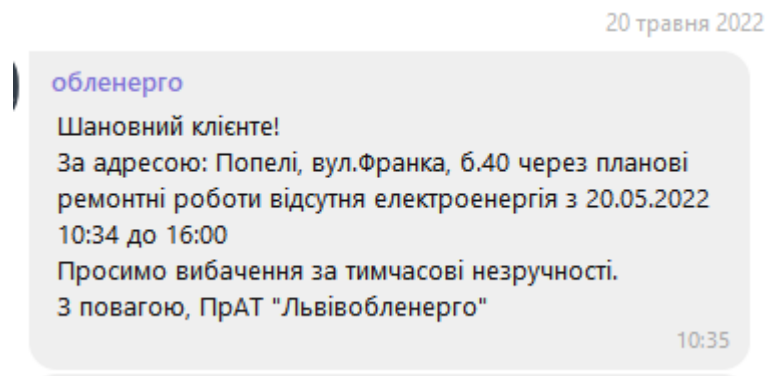 20 травня 2022
обленерго
Шановний клієнте!
За адресою: Попелі, вул.Франка, б.40 через планові
ремонтні роботи відсутня електроенергія з 20.05.2022
10:34 до 16:00
Просимо вибачення за тимчасові незручності.
З повагою, ПрАТ "Львівобленерго"
10:35